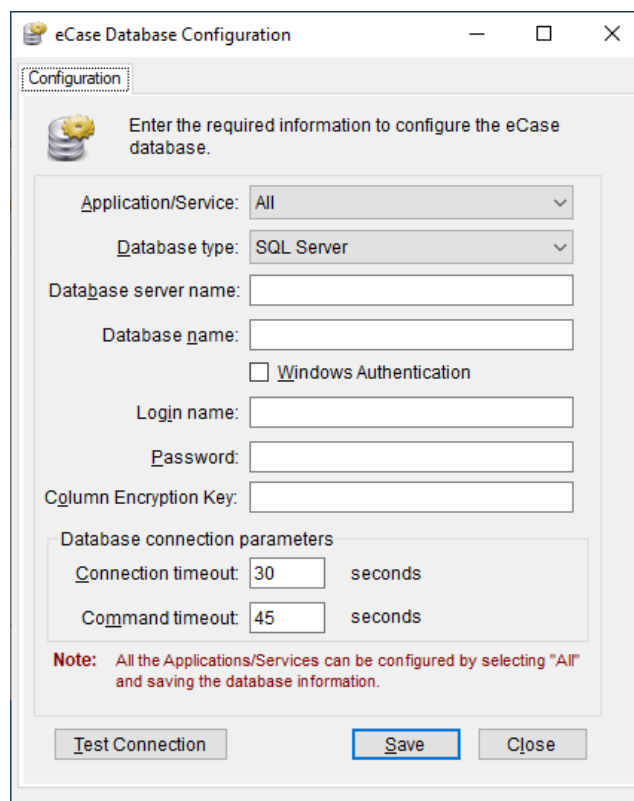 eCase Database Configuration
Configuration
Enter the required information to configure the eCase
database.
Application/Service: All
Database type: SQL Server
Database server name:
Database name:
Windows Authentication
Login name:
Password:
Column Encryption Key:
Database connection parameters
Connection timeout: 30 seconds
Command timeout: 45 seconds
Note: All the Applications/Services can be configured by selecting "All"
and saving the database information.
Test Connection Save Close